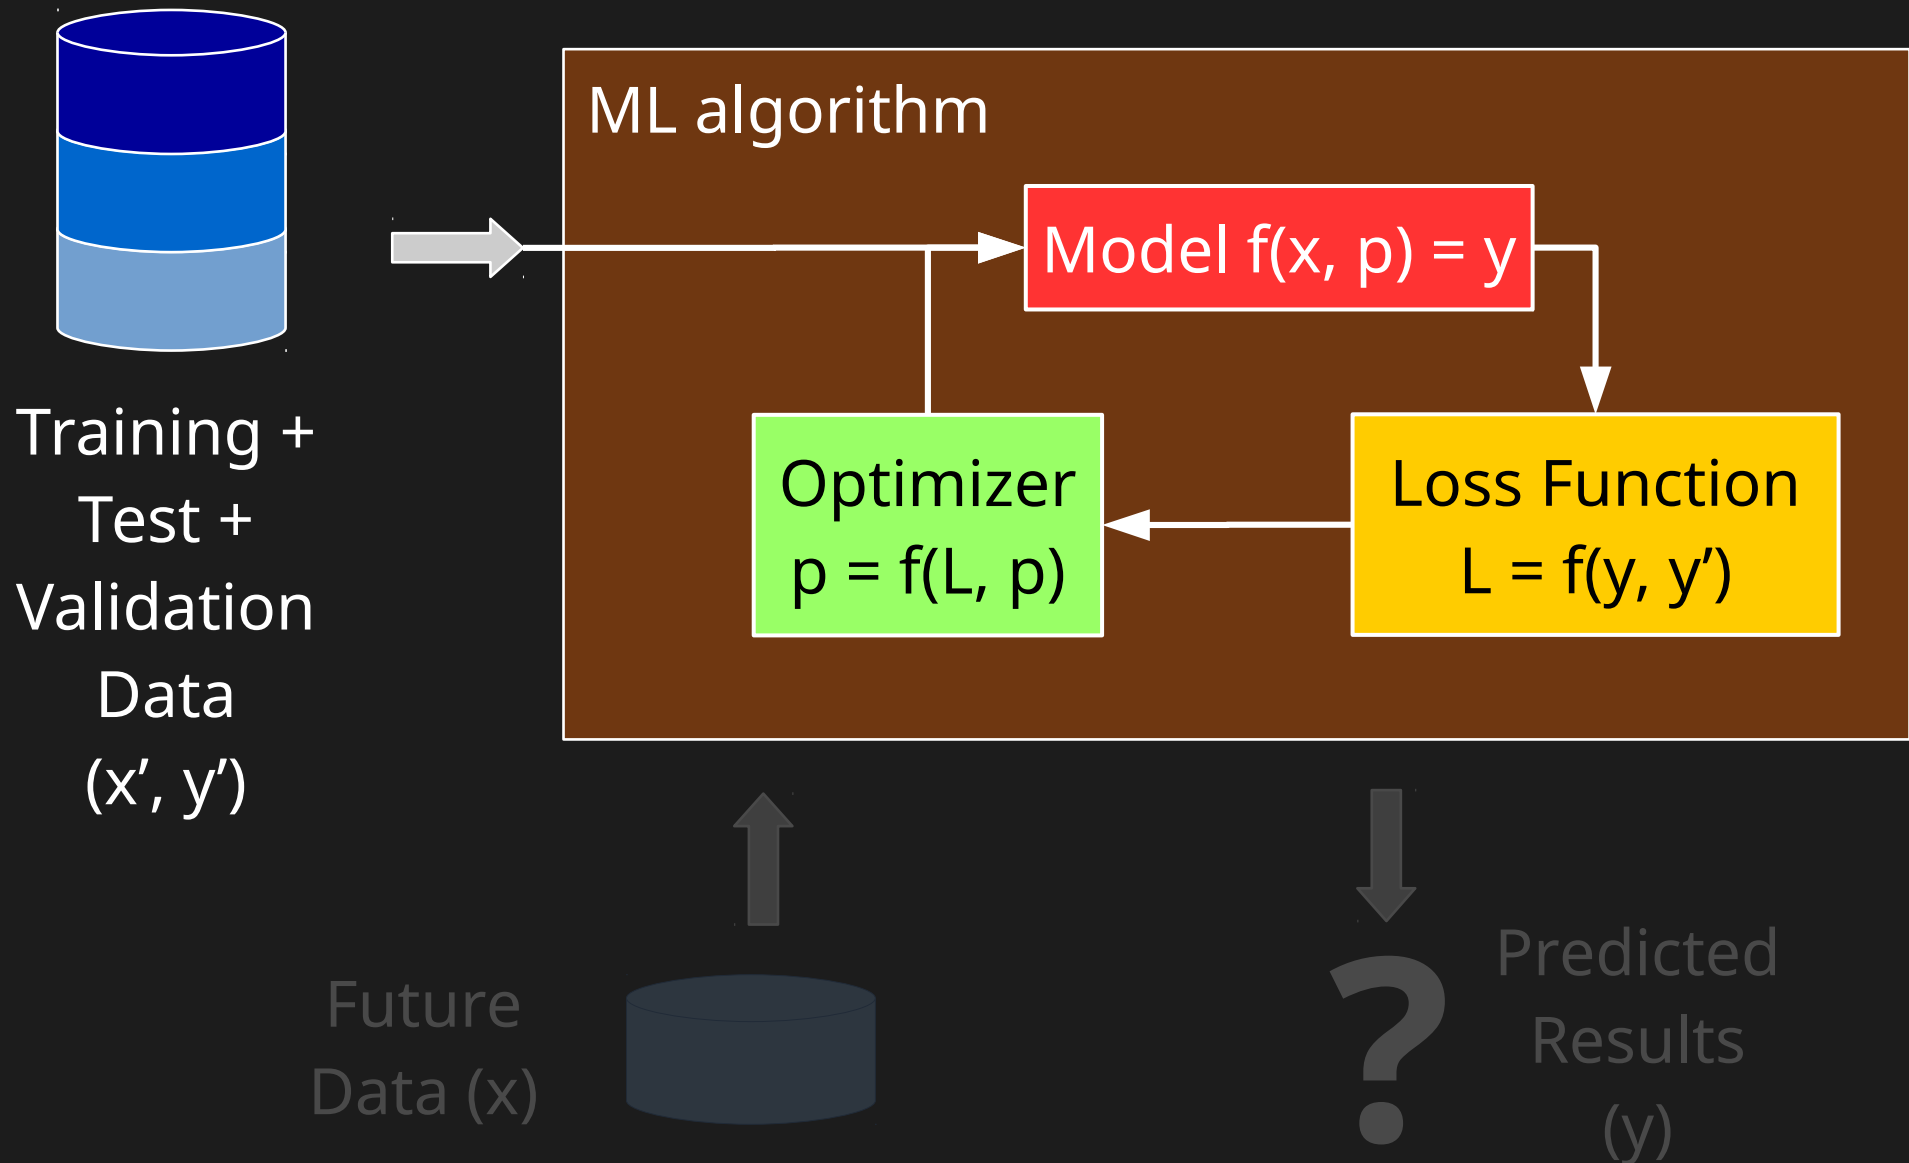 ML algorithm
Model f(x, p) = y
Training +
Test +
Validation
Data
(x’, y’)
Optimizer
p = f(L, p)
Loss Function
L = f(y, y’)
Future
Data (x)
?
Predicted
Results
(y)